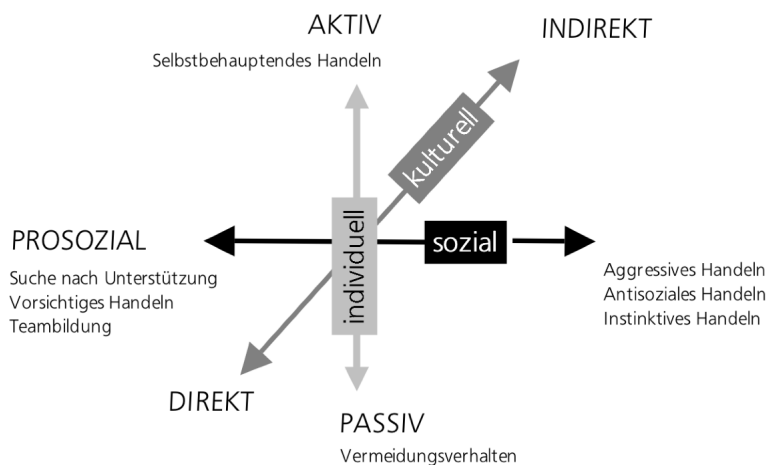 AKTIV
Selbstbehauptendes Handeln
INDIREKT
kulturell
individuell
sozial
PROSOZIAL
Suche nach Unterstützung
Vorsichtiges Handeln
Teambildung
Aggressives Handeln
Antisoziales Handeln
Instinktives Handeln
DIREKT
PASSIV
Vermeidungsverhalten